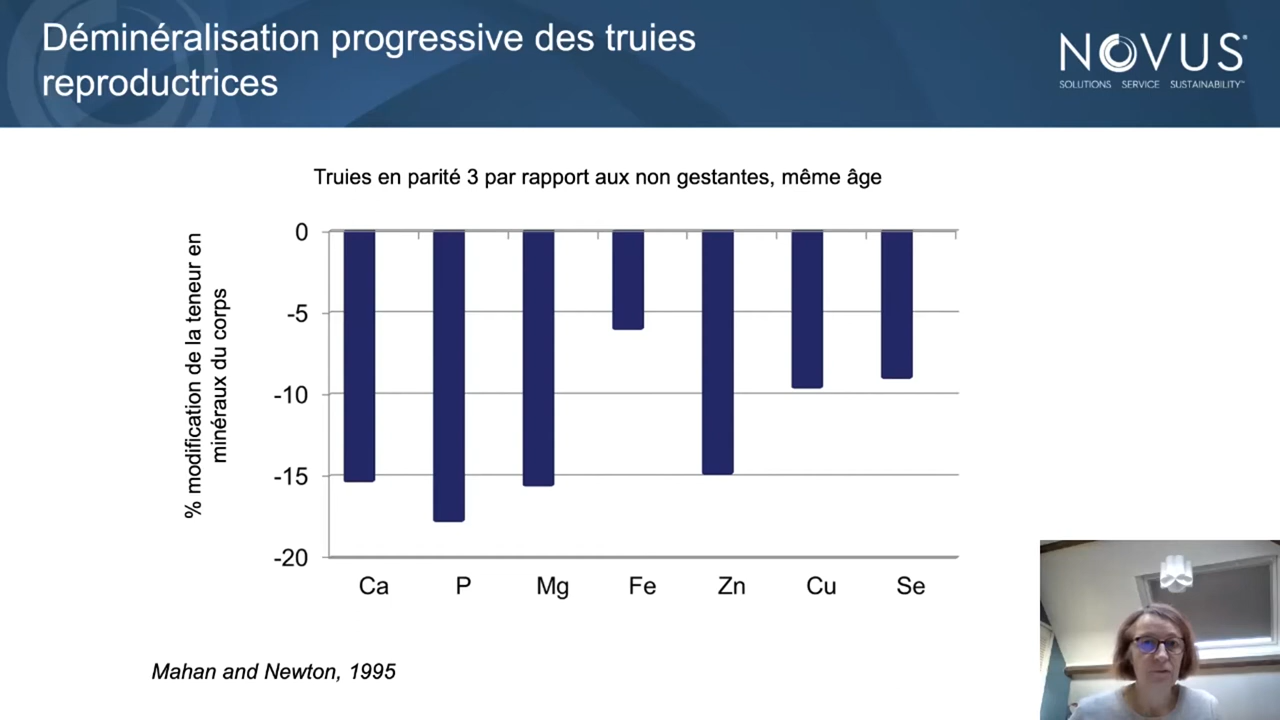 Déminéralisation progressive des truies
reproductrices
NOVUS®
SOLUTIONS SERVICE SUSTAINABILITY™
Truies en parité 3 par rapport aux non gestantes, même âge
% modification de la teneur en
minéraux du corps
0
-5
-10
-15
-20
Ca P Mg Fe Zn Cu Se
Mahan and Newton, 1995